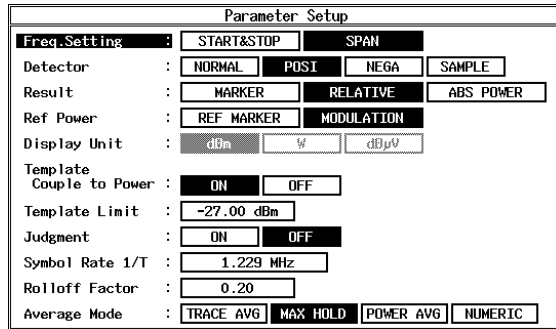 Parameter Setup
Freq.Setting : START&STOP SPAN
Detector : NORMAL POSI NEGA SAMPLE
Result : MARKER RELATIVE ABS POWER
Ref Power : REF MARKER MODULATION
Display Unit : dBm W dBµV
Template
Couple to Power : ON OFF
Template Limit : -27.00 dBm
Judgment : ON OFF
Symbol Rate 1/T : 1.229 MHz
Rolloff Factor : 0.20
Average Mode : TRACE AVG MAX HOLD POWER AVG NUMERIC